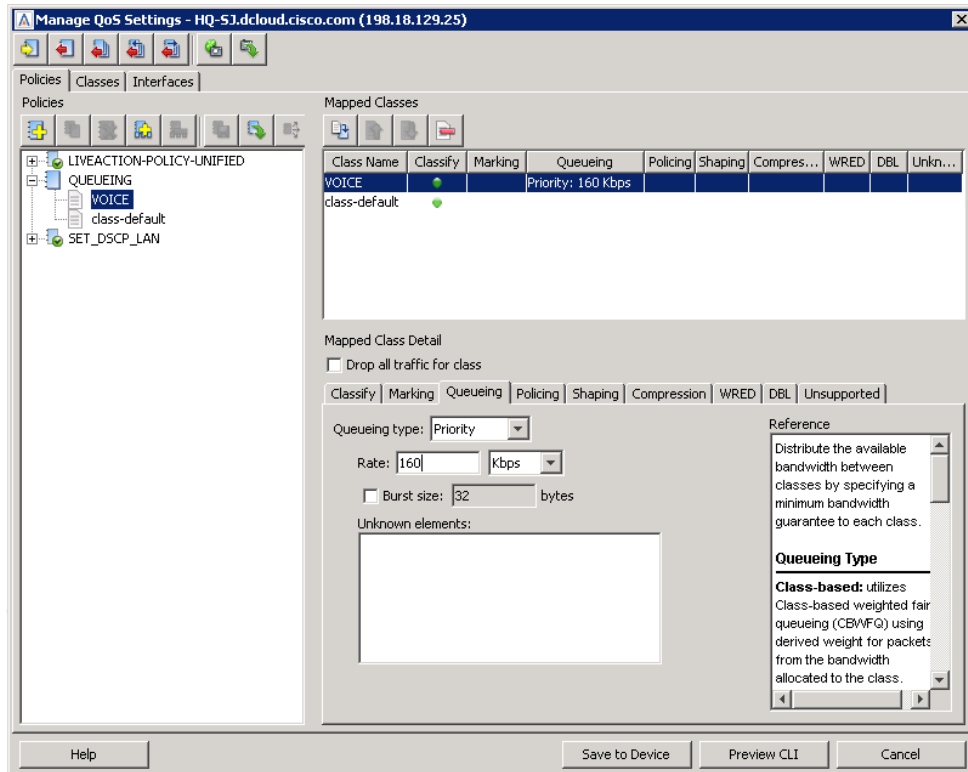 Manage QoS Settings - HQ-SJ.dcloud.cisco.com (198.18.129.25)
Policies Classes Interfaces
Policies
LIVEACTION-POLICY-UNIFIED
QUEUEING
VOICE
class-default
SET_DSCP_LAN
Mapped Classes
Class Name Classify Marking Queueing Policing Shaping Compres... WRED DBL Unkn...
VOICE Priority: 160 Kbps
class-default
Mapped Class Detail
Drop all traffic for class
Classify Marking Queueing Policing Shaping Compression WRED DBL Unsupported
Queueing type: Priority
Rate: 160 Kbps
Burst size: 32 bytes
Unknown elements:
Reference
Distribute the available
bandwidth between
classes by specifying a
minimum bandwidth
guarantee to each class.
Queueing Type
Class-based: utilizes
Class-based weighted fair
queueing (CBWFQ) using
derived weight for packets
from the bandwidth
allocated to the class.
Help Save to Device Preview CLI Cancel